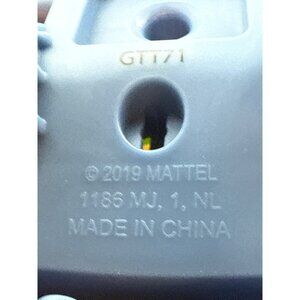 GTT71
© 2019 MATTEL
1186 MJ, 1, NL
MADE IN CHINA